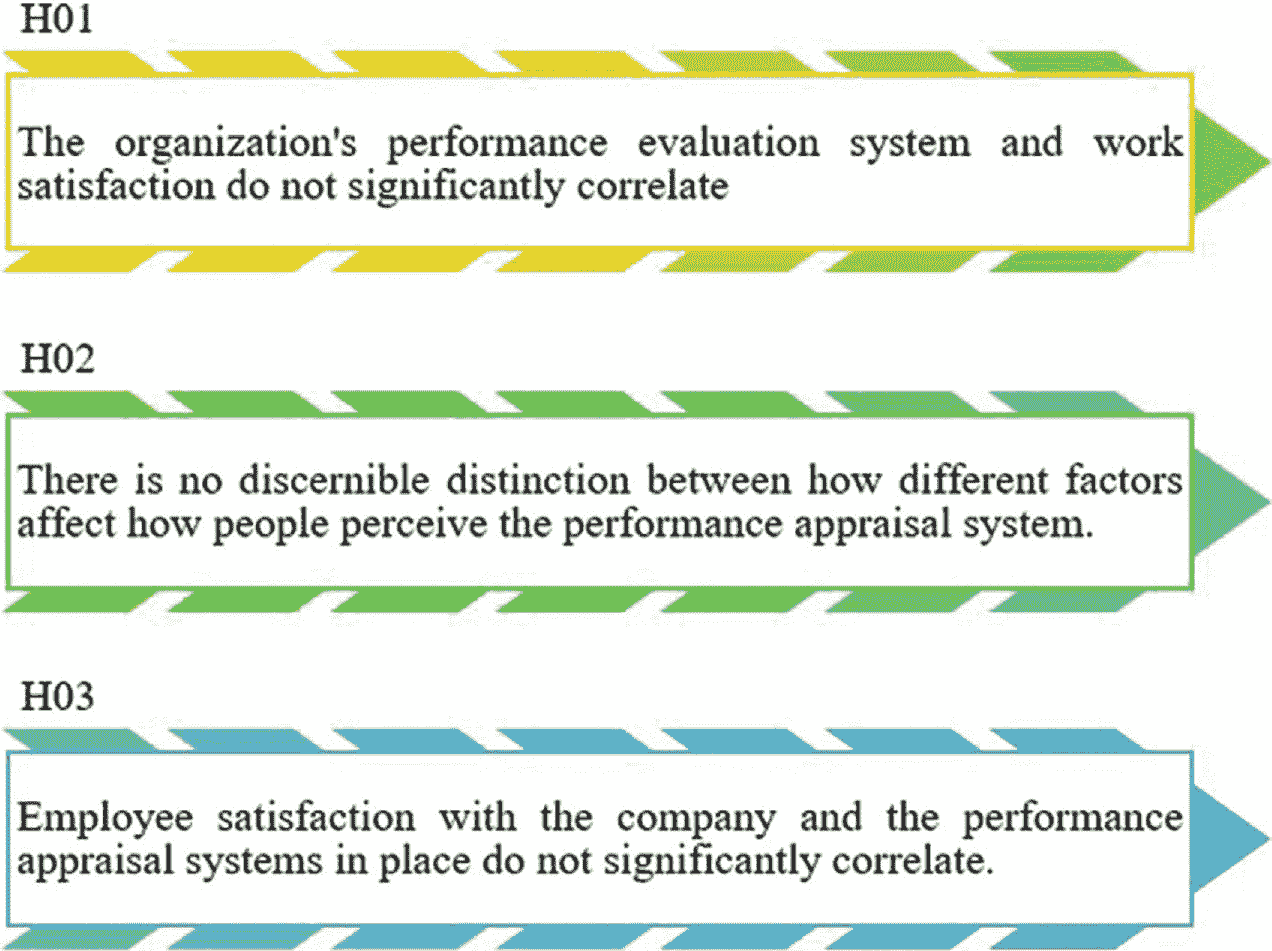 H01
The organization's performance evaluation system and work
satisfaction do not significantly correlate
H02
There is no discernible distinction between how different factors
affect how people perceive the performance appraisal system.
H03
Employee satisfaction with the company and the performance
appraisal systems in place do not significantly correlate.